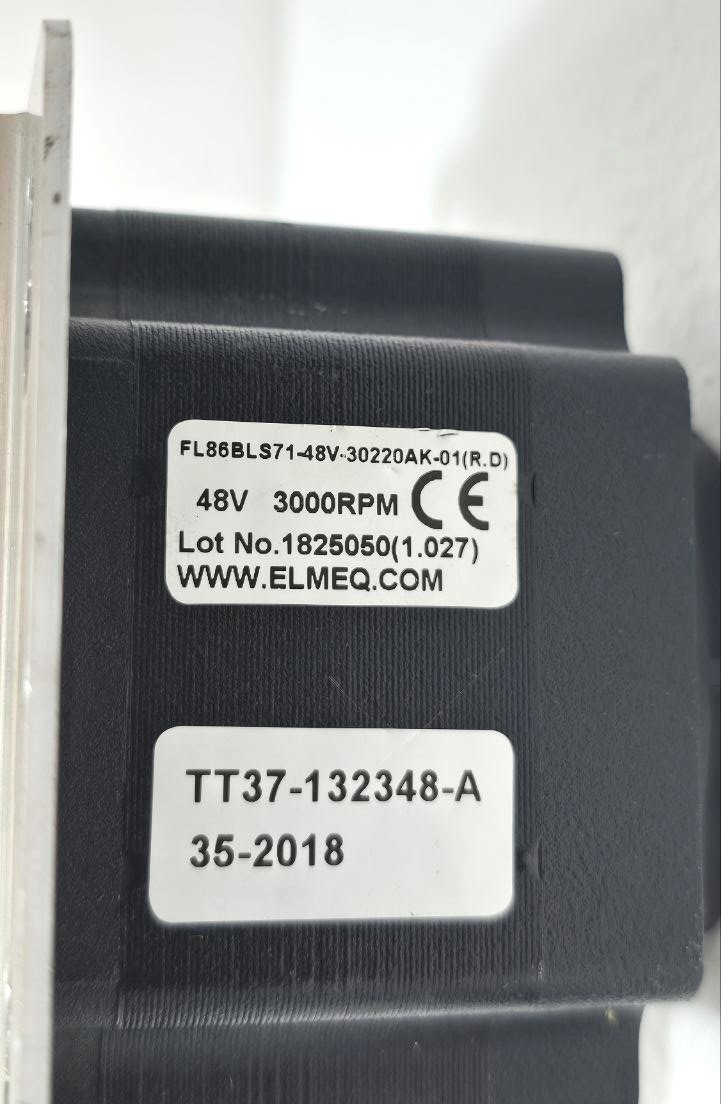 FL86BLS71-48V-30220AK-01(R.D)
48V 3000RPM CE
Lot No.1825050(1.027)
WWW.ELMEQ.COM
TT37-132348-A
35-2018